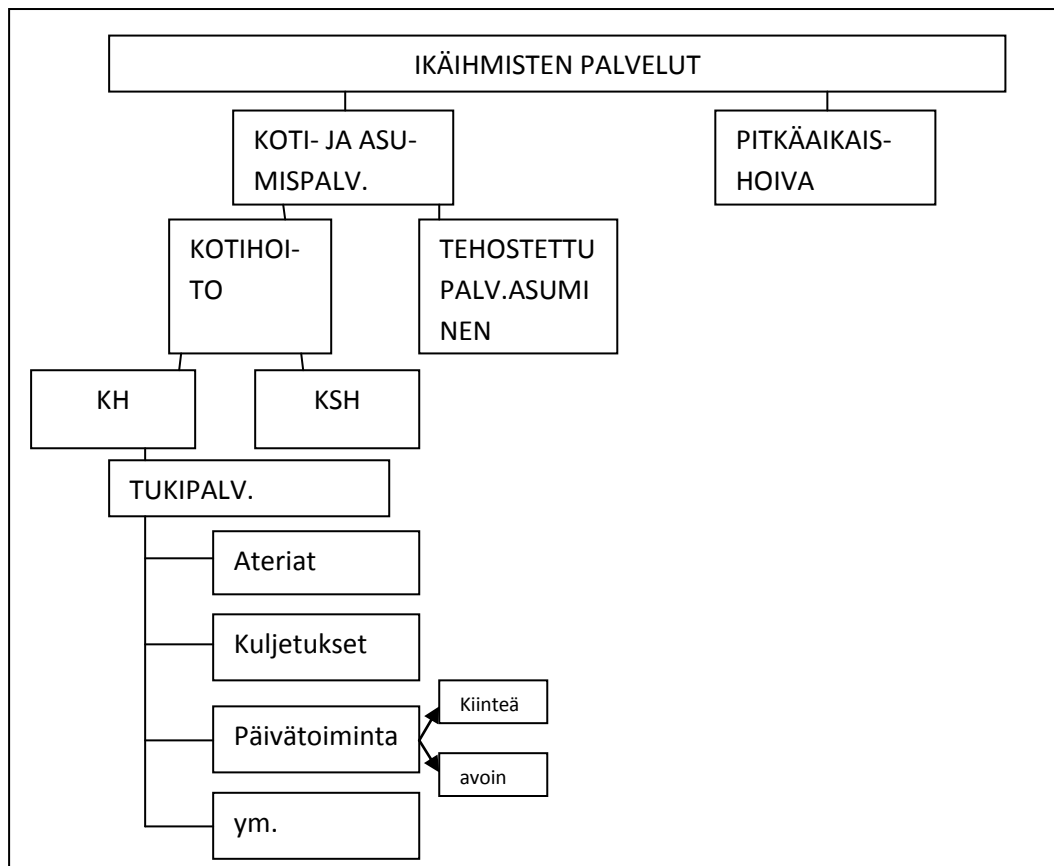 IKÄIHMISTEN PALVELUT
KOTI- JA ASU-
MISPALV.
PITKÄAIKAIS-
HOIVA
KOTIHOI-
TO
TEHOSTETTU
PALV.ASUMI
NEN
KH
KSH
TUKIPALV.
Ateriat
Kuljetukset
Päivätoiminta
Kiinteä
avoin
ym.